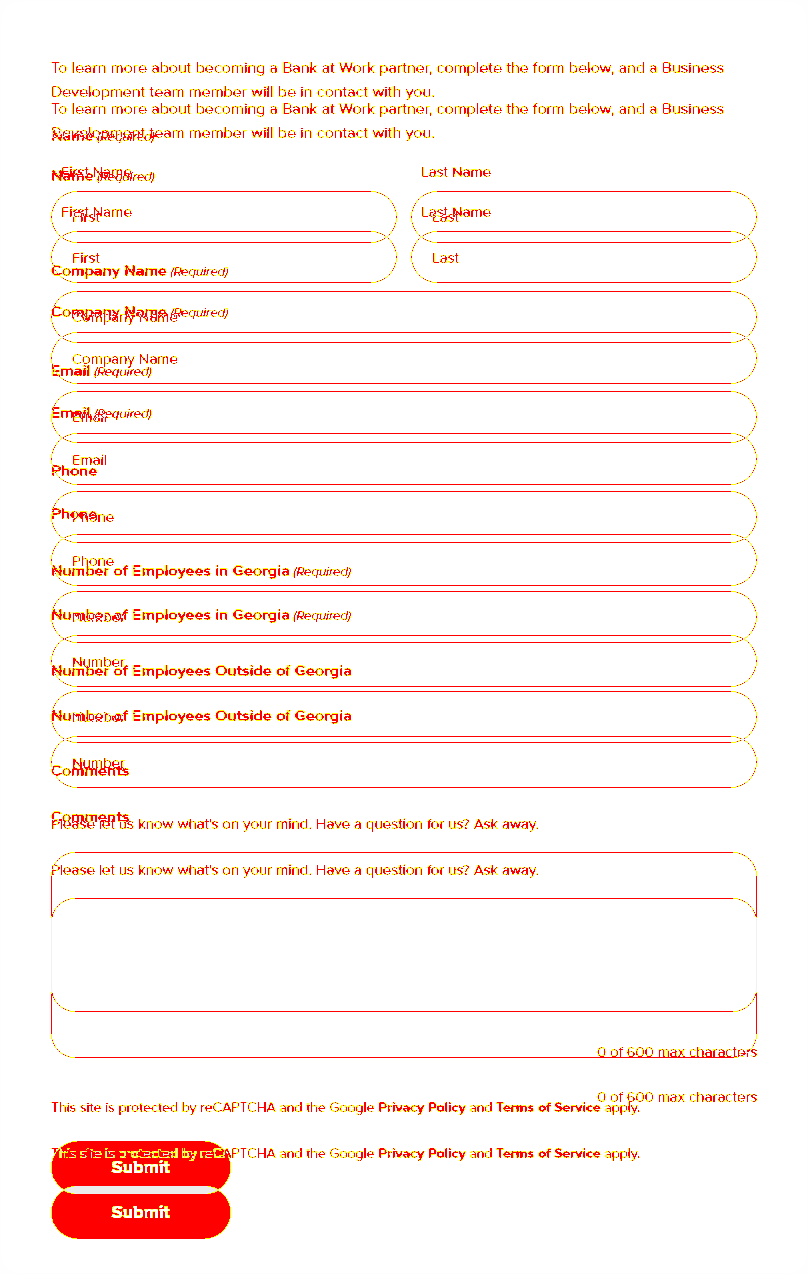 To learn more about becoming a Bank at Work partner, complete the form below, and a Business
Development team member will be in contact with you.
To learn more about becoming a Bank at Work partner, complete the form below, and a Business
Development team member will be in contact with you.
Name (Required)
First Name Last Name
Name (Required)
First Name Last Name
First Last
First Last
Company Name (Required)
Company Name (Required)
Company Name
Company Name
Email (Required)
Email (Required)
Email
Email
Phone
Phone
Phone
Phone
Number of Employees in Georgia (Required)
Number of Employees in Georgia (Required)
Number
Number
Number of Employees Outside of Georgia
Number of Employees Outside of Georgia
Number
Number
Comments
Comments
Please let us know what's on your mind. Have a question for us? Ask away.
Please let us know what's on your mind. Have a question for us? Ask away.
0 of 600 max characters
0 of 600 max characters
This site is protected by reCAPTCHA and the Google Privacy Policy and Terms of Service apply.
This site is protected by reCAPTCHA and the Google Privacy Policy and Terms of Service apply.
Submit
Submit